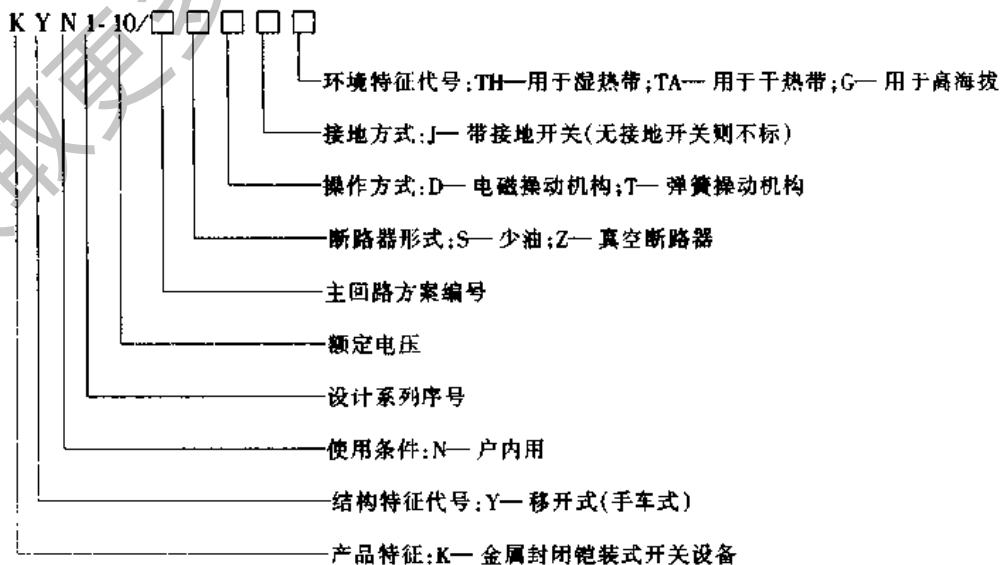 KYN1-10/□□□□□
环境特征代号:TH—用于湿热带;TA—用于干热带;G—用于高海拔
接地方式:J—带接地开关(无接地开关则不标)
操作方式:D—电磁操动机构;T—弹簧操动机构
断路器形式:S—少油;Z—真空断路器
主回路方案编号
额定电压
设计系列序号
使用条件:N—户内用
结构特征代号:Y—移开式(手车式)
产品特征:K—金属封闭铠装式开关设备
取更多